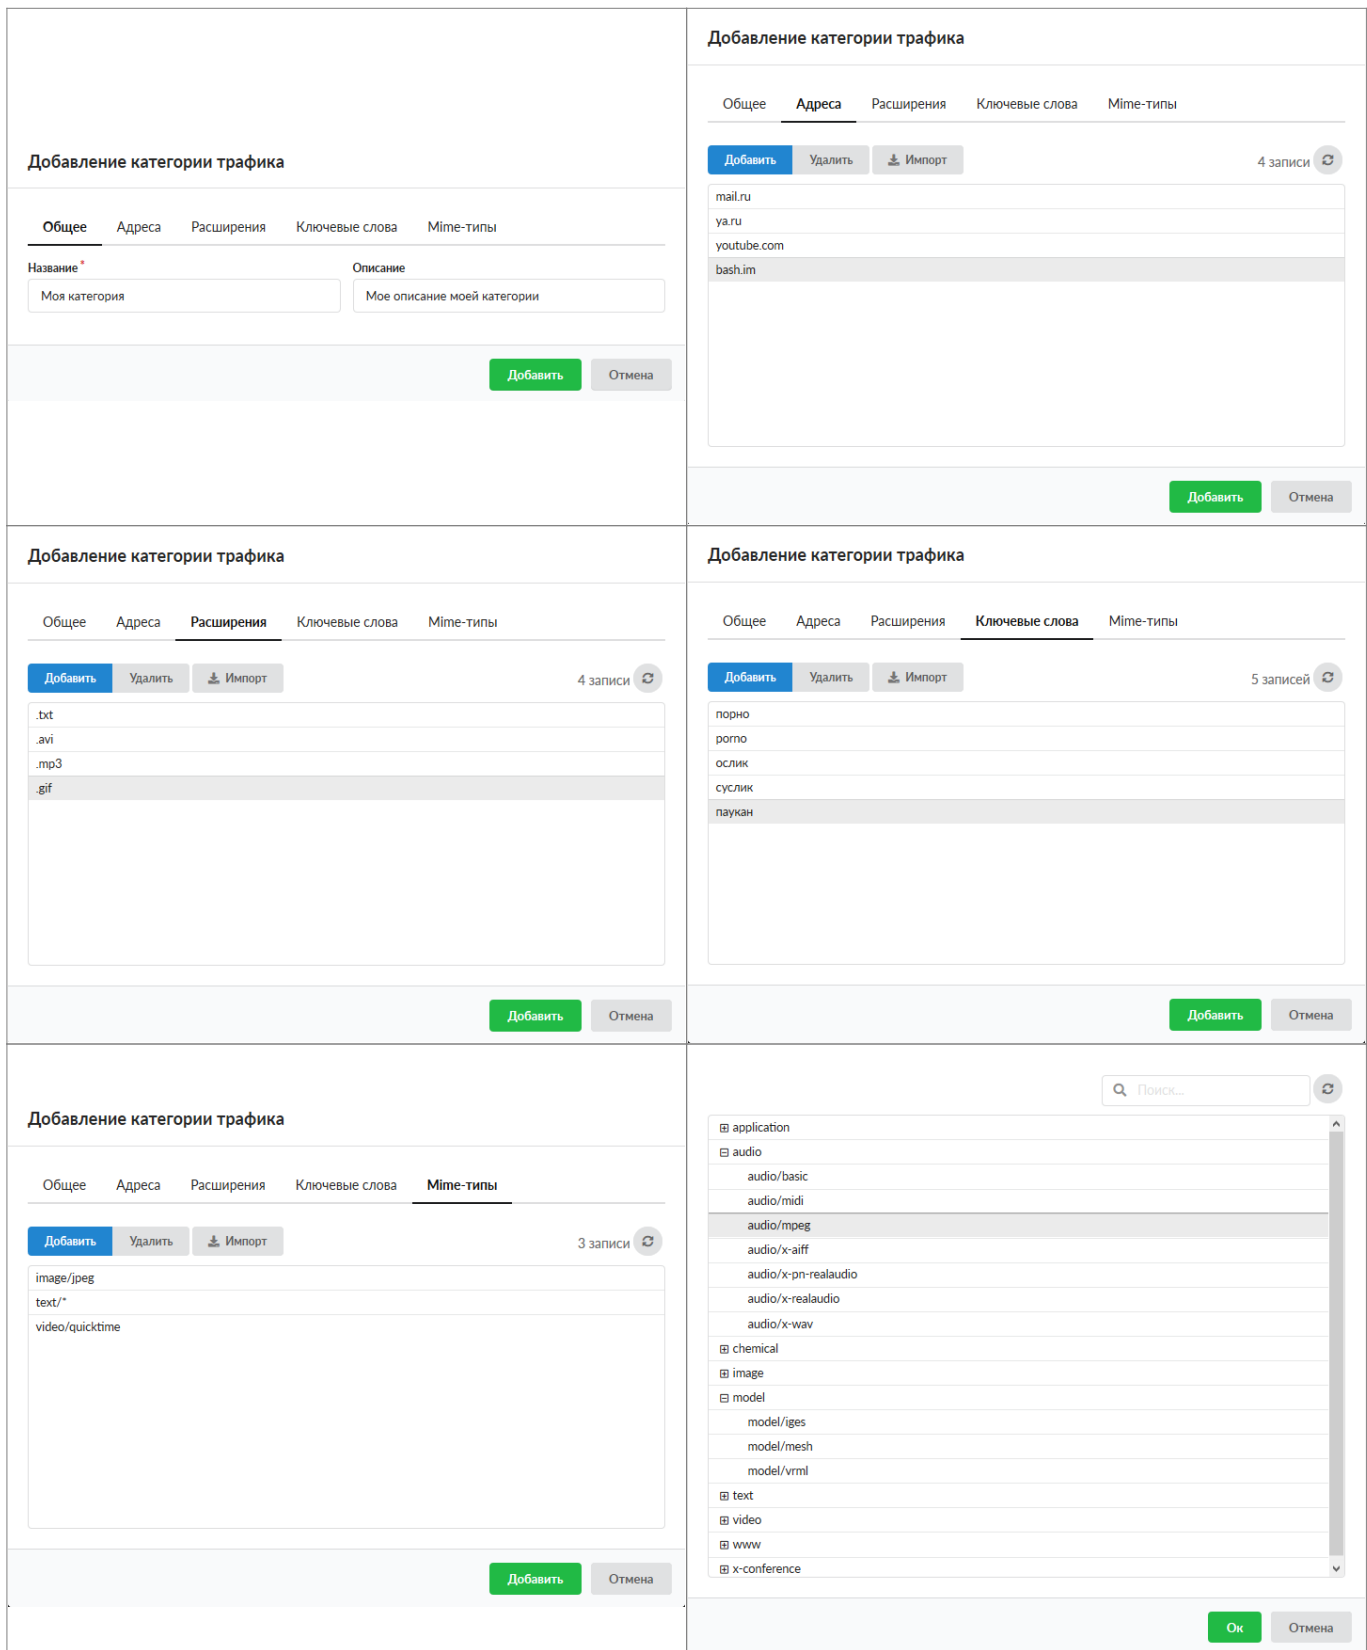 Добавление категории трафика
Общее Адреса Расширения Ключевые слова Mime-типы
Название* Описание
Моя категория Мое описание моей категории
Добавить Отмена
Добавление категории трафика
Общее Адреса Расширения Ключевые слова Mime-типы
Добавить Удалить Импорт 4 записи
mail.ru
ya.ru
youtube.com
bash.im
Добавить Отмена
Добавление категории трафика
Общее Адреса Расширения Ключевые слова Mime-типы
Добавить Удалить Импорт 4 записи
.txt
.avi
.mp3
.gif
Добавить Отмена
Добавление категории трафика
Общее Адреса Расширения Ключевые слова Mime-типы
Добавить Удалить Импорт 5 записей
порно
porno
ослик
суслик
паукан
Добавить Отмена
Добавление категории трафика
Общее Адреса Расширения Ключевые слова Mime-типы
Добавить Удалить Импорт 3 записи
image/jpeg
text/*
video/quicktime
Добавить Отмена
Поиск...
application
audio
audio/basic
audio/midi
audio/mpeg
audio/x-aiff
audio/x-pn-realaudio
audio/x-realaudio
audio/x-wav
chemical
image
model
model/iges
model/mesh
model/vrml
text
video
www
x-conference
Ок Отмена